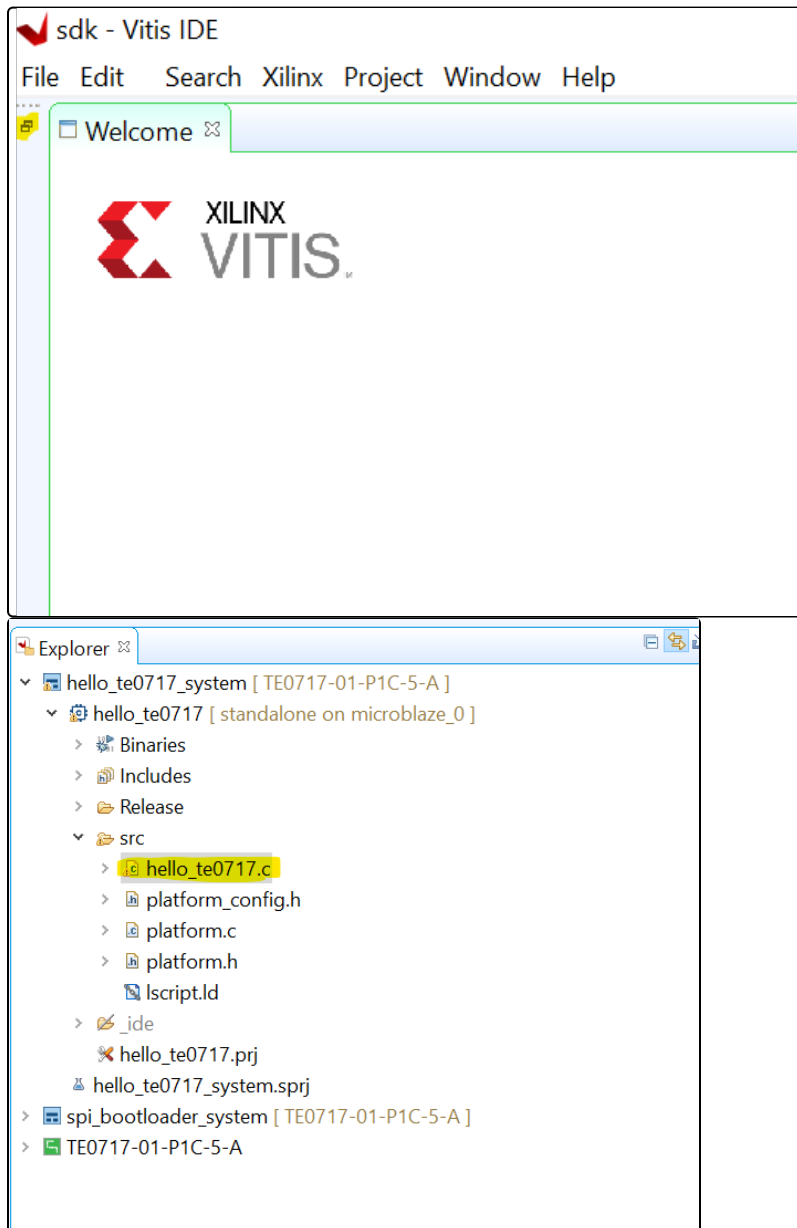 sdk - Vitis IDE
File Edit Search Xilinx Project Window Help
Welcome
XILINX
VITIS
Explorer
hello_te0717_system [ TE0717-01-P1C-5-A ]
hello_te0717 [ standalone on microblaze_0 ]
Binaries
Includes
Release
src
hello_te0717.c
platform_config.h
platform.c
platform.h
lscript.ld
_ide
hello_te0717.prj
hello_te0717_system.sprj
spi_bootloader_system [ TE0717-01-P1C-5-A ]
TE0717-01-P1C-5-A